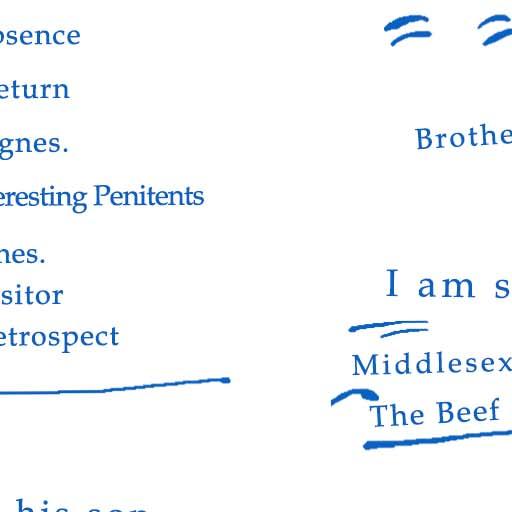 bsence
eturn
gnes.
eresting Penitents
nes.
sitor
etrospect
his son
Brothe
I am s
Middlesex
The Beef